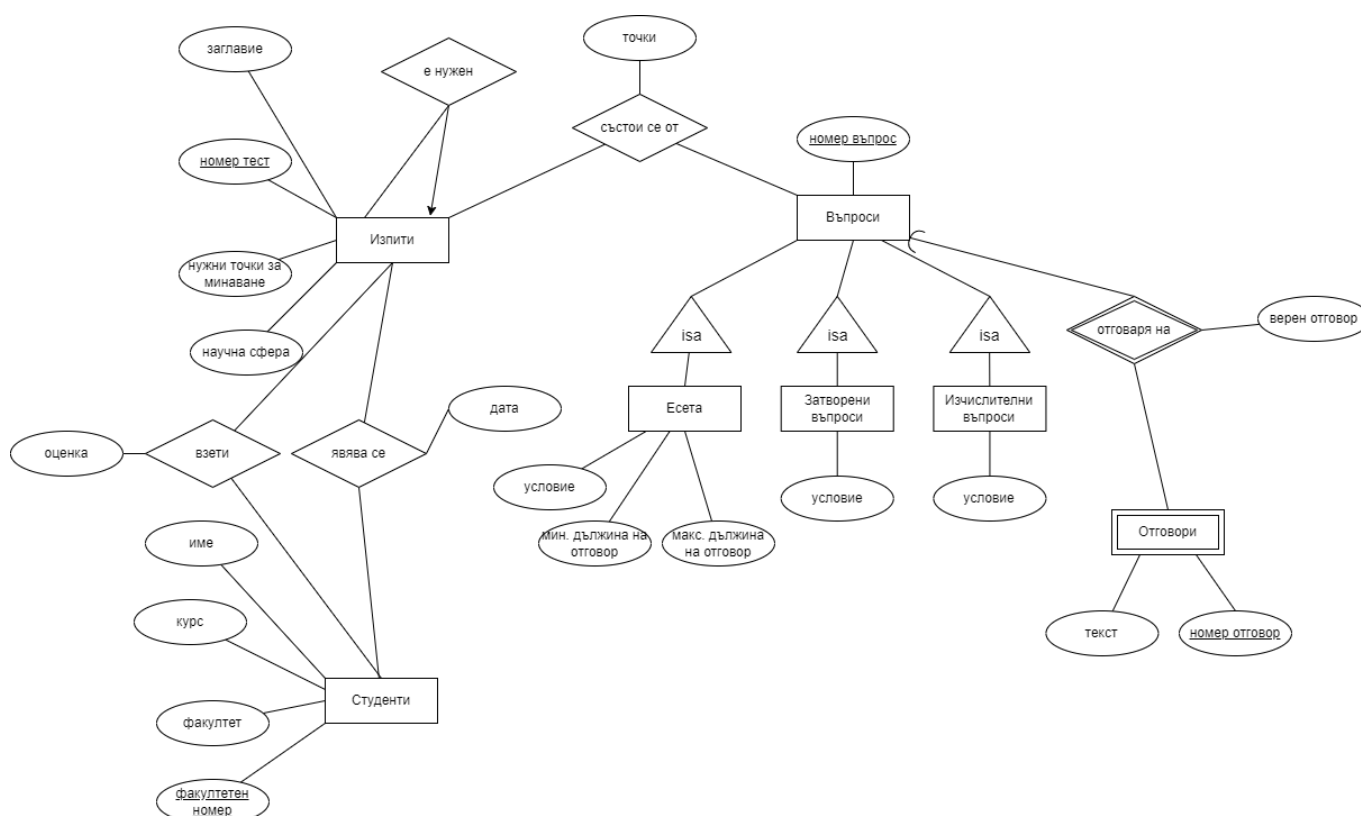 точки
заглавие
е нужен
състои се от
номер въпрос
номер тест
Въпроси
Изпити
нужни точки за
минаване
верен отговор
отговаря на
isa
isa
isa
научна сфера
дата
Есета
Затворени
въпроси
Изчислителни
въпроси
оценка
взети
явява се
условие
условие
условие
име
мин. дължина на
отговор
макс. дължина
на отговор
Отговори
курс
текст
номер отговор
Студенти
факултет
факултетен
номер